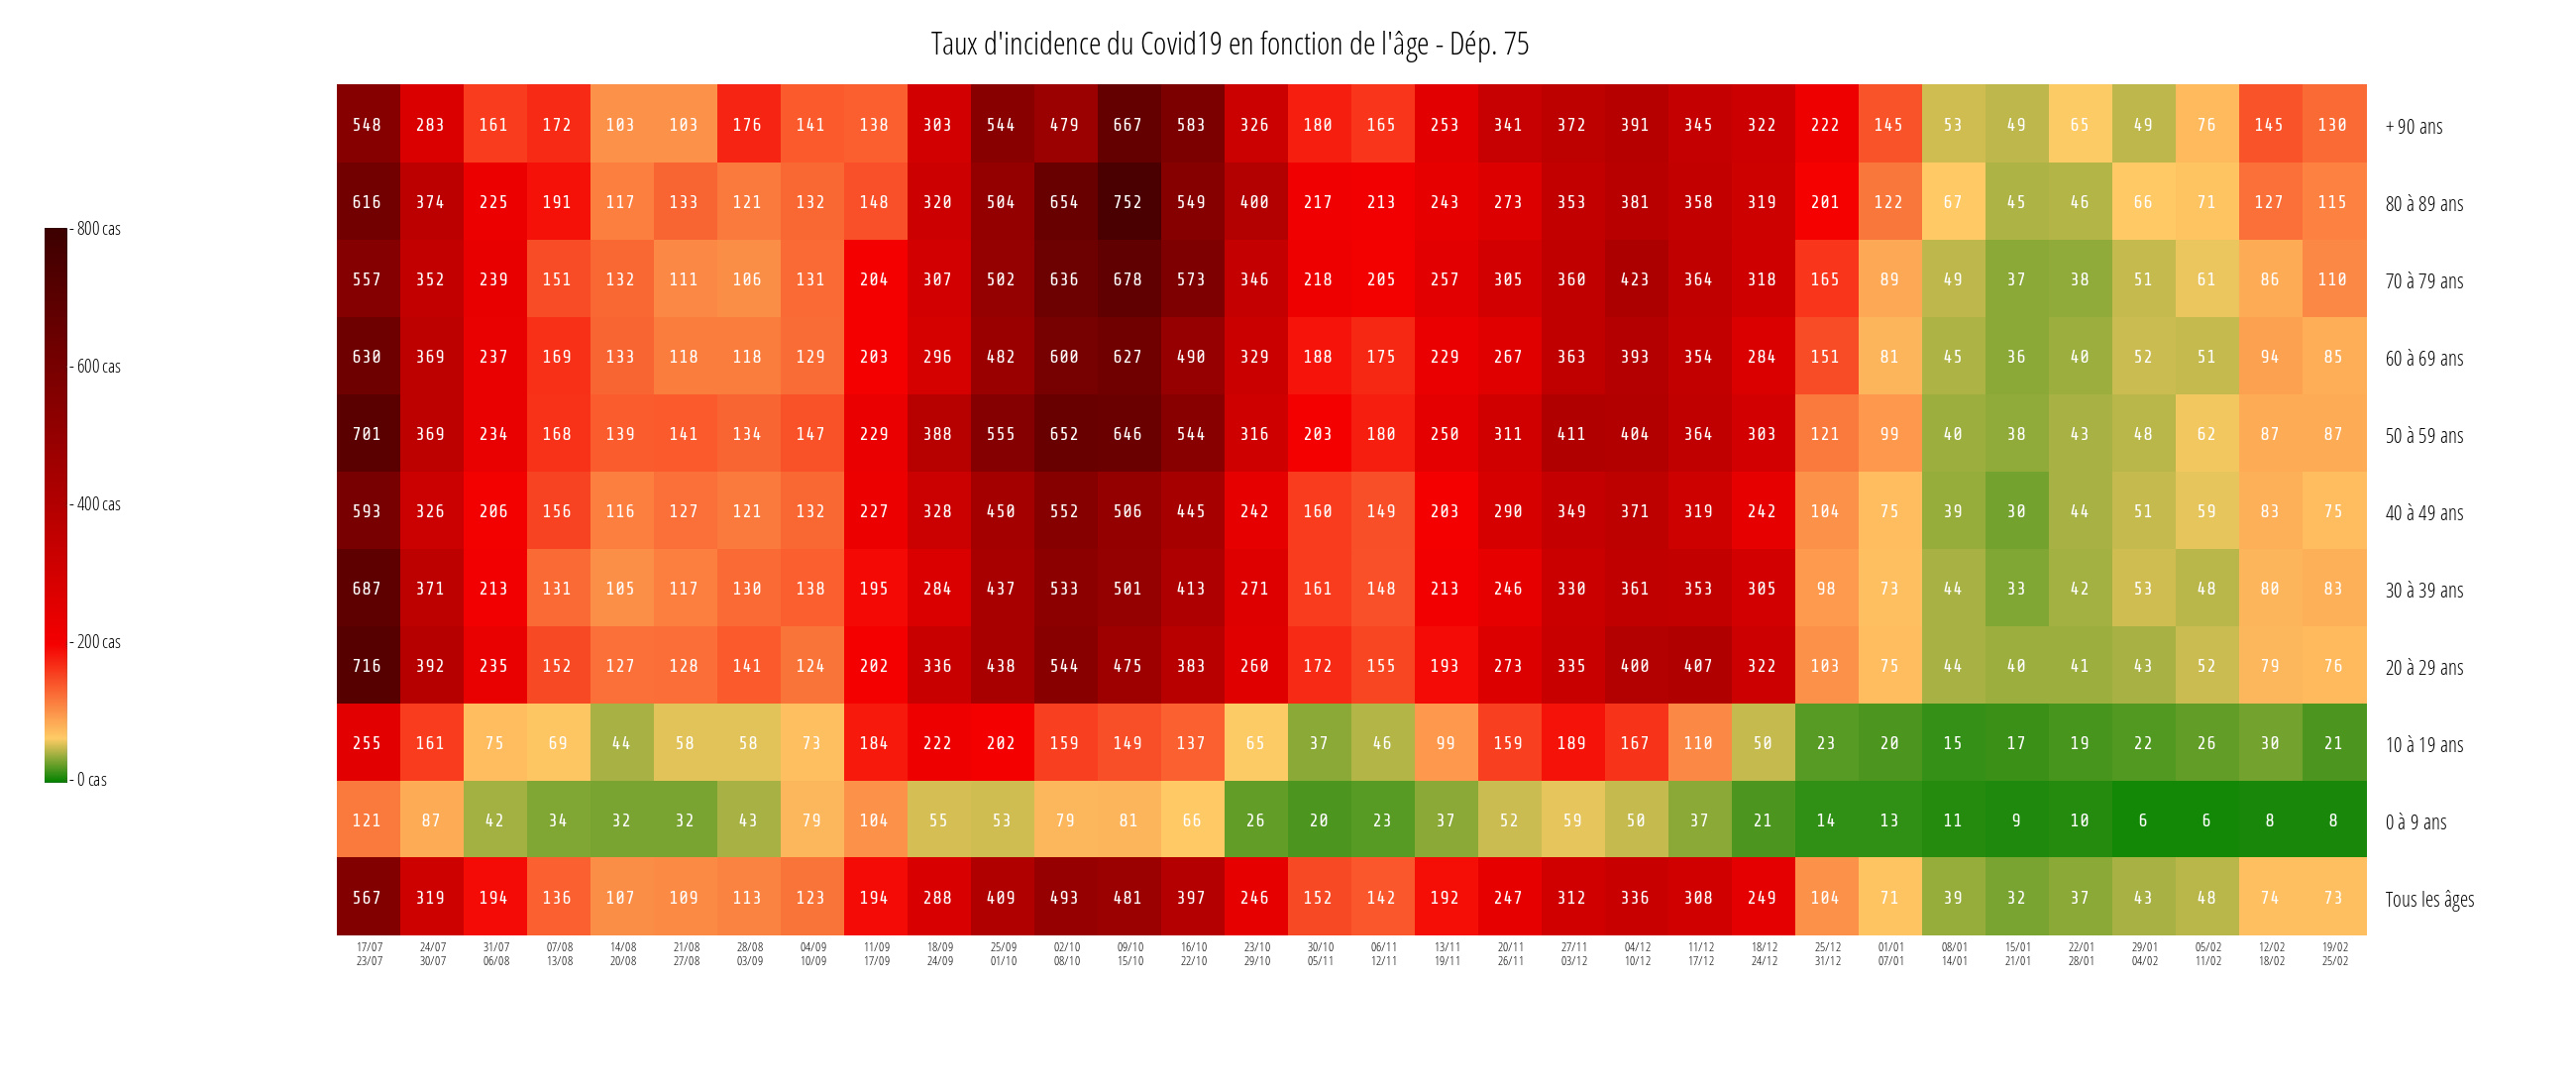 Taux d'incidence du Covid19 en fonction de l'âge - Dép. 75
- 800 cas
- 600 cas
- 400 cas
- 200 cas
- 0 cas
548 283 161 172 103 103 176 141 138 303 544 479 667 583 326 180 165 253 341 372 391 345 322 222 145 53 49 65 49 76 145 130 + 90 ans
616 374 225 191 117 133 121 132 148 320 504 654 752 549 400 217 213 243 273 353 381 358 319 201 122 67 45 46 66 71 127 115 80 à 89 ans
557 352 239 151 132 111 106 131 204 307 502 636 678 573 346 218 205 257 305 360 423 364 318 165 89 49 37 38 51 61 86 110 70 à 79 ans
630 369 237 169 133 118 118 129 203 296 482 600 627 490 329 188 175 229 267 363 393 354 284 151 81 45 36 40 52 51 94 85 60 à 69 ans
701 369 234 168 139 141 134 147 229 388 555 652 646 544 316 203 180 250 311 411 404 364 303 121 99 40 38 43 48 62 87 87 50 à 59 ans
593 326 206 156 116 127 121 132 227 328 450 552 506 445 242 160 149 203 290 349 371 319 242 104 75 39 30 44 51 59 83 75 40 à 49 ans
687 371 213 131 105 117 130 138 195 284 437 533 501 413 271 161 148 213 246 330 361 353 305 98 73 44 33 42 53 48 80 83 30 à 39 ans
716 392 235 152 127 128 141 124 202 336 438 544 475 383 260 172 155 193 273 335 400 407 322 103 75 44 40 41 43 52 79 76 20 à 29 ans
255 161 75 69 44 58 58 73 184 222 202 159 149 137 65 37 46 99 159 189 167 110 50 23 20 15 17 19 22 26 30 21 10 à 19 ans
121 87 42 34 32 32 43 79 104 55 53 79 81 66 26 20 23 37 52 59 50 37 21 14 13 11 9 10 6 6 8 8 0 à 9 ans
567 319 194 136 107 109 113 123 194 288 409 493 481 397 246 152 142 192 247 312 336 308 249 104 71 39 32 37 43 48 74 73 Tous les âges
17/07 24/07 31/07 07/08 14/08 21/08 28/08 04/09 11/09 18/09 25/09 02/10 09/10 16/10 23/10 30/10 06/11 13/11 20/11 27/11 04/12 11/12 18/12 25/12 01/01 08/01 15/01 22/01 29/01 05/02 12/02 19/02
23/07 30/07 06/08 13/08 20/08 27/08 03/09 10/09 17/09 24/09 01/10 08/10 15/10 22/10 29/10 05/11 12/11 19/11 26/11 03/12 10/12 17/12 24/12 31/12 07/01 14/01 21/01 28/01 04/02 11/02 18/02 25/02